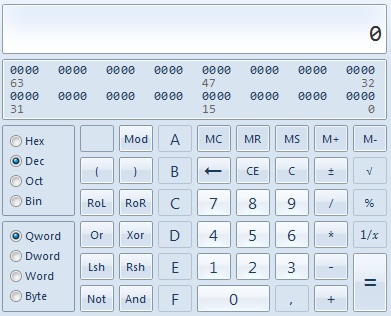 0
0000 0000 0000 0000 0000 0000 0000 0000
63 47 32
0000 0000 0000 0000 0000 0000 0000 0000
31 15 0
Hex
Dec
Oct
Bin
Qword
Dword
Word
Byte
Mod A MC MR MS M+ M-
( ) B ← CE C ± √
RoL RoR C 7 8 9 / %
Or Xor D 4 5 6 * 1/x
Lsh Rsh E 1 2 3 - =
Not And F 0 , +